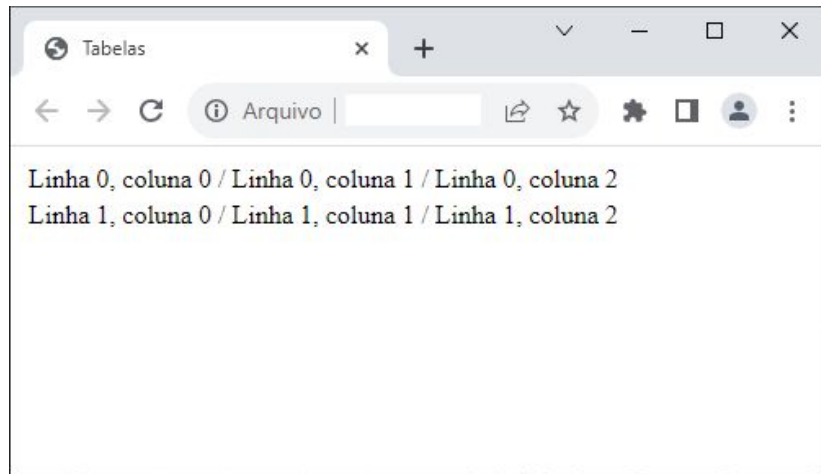 Tabelas
Arquivo
Linha 0, coluna 0 / Linha 0, coluna 1 / Linha 0, coluna 2
Linha 1, coluna 0 / Linha 1, coluna 1 / Linha 1, coluna 2